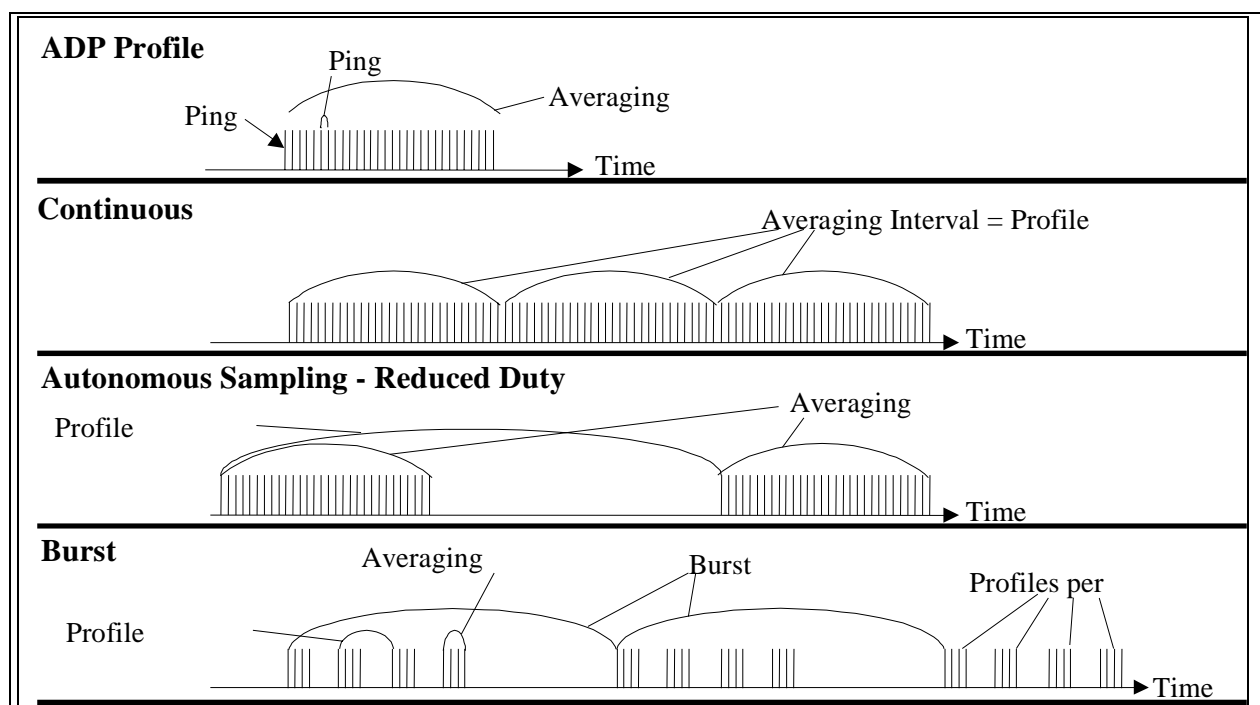 ADP Profile
Ping
Ping
Averaging
Time
Continuous
Averaging Interval = Profile
Time
Autonomous Sampling - Reduced Duty
Profile
Averaging
Time
Burst
Averaging
Burst
Profiles per
Profile
Time